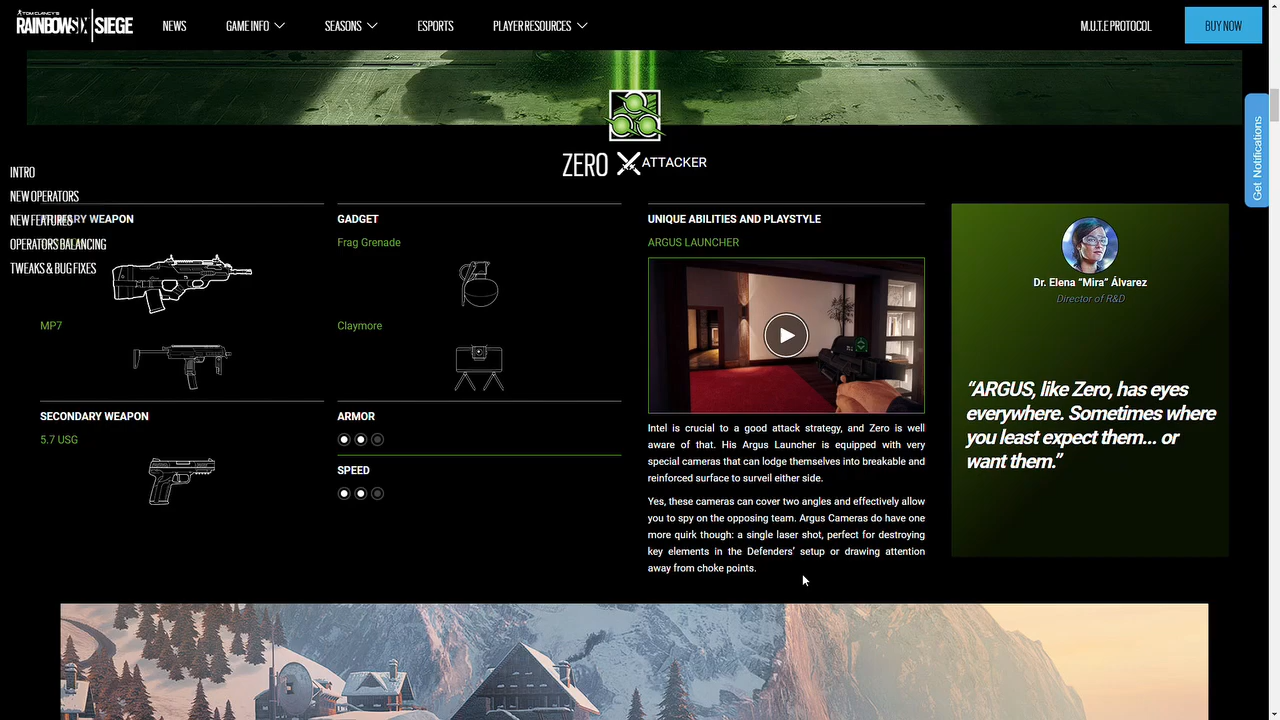 TOM CLANCY'S
RAINBOWSIX | SIEGE
NEWS
GAME INFO
SEASONS
ESPORTS
PLAYER RESOURCES
M.U.T.E PROTOCOL
BUY NOW
Get Notifications
ZERO
ATTACKER
INTRO
NEW OPERATORS
NEW FEATURES
OPERATORS BALANCING
TWEAKS & BUG FIXES
WEAPON
MP7
SECONDARY WEAPON
5.7 USG
GADGET
Frag Grenade
Claymore
ARMOR
SPEED
UNIQUE ABILITIES AND PLAYSTYLE
ARGUS LAUNCHER
Intel is crucial to a good attack strategy, and Zero is well
aware of that. His Argus Launcher is equipped with very
special cameras that can lodge themselves into breakable and
reinforced surface to surveil either side.
Yes, these cameras can cover two angles and effectively allow
you to spy on the opposing team. Argus Cameras do have one
more quirk though: a single laser shot, perfect for destroying
key elements in the Defenders’ setup or drawing attention
away from choke points.
Dr. Elena “Mira” Álvarez
Director of R&D
“ARGUS, like Zero, has eyes
everywhere. Sometimes where
you least expect them... or
want them.”